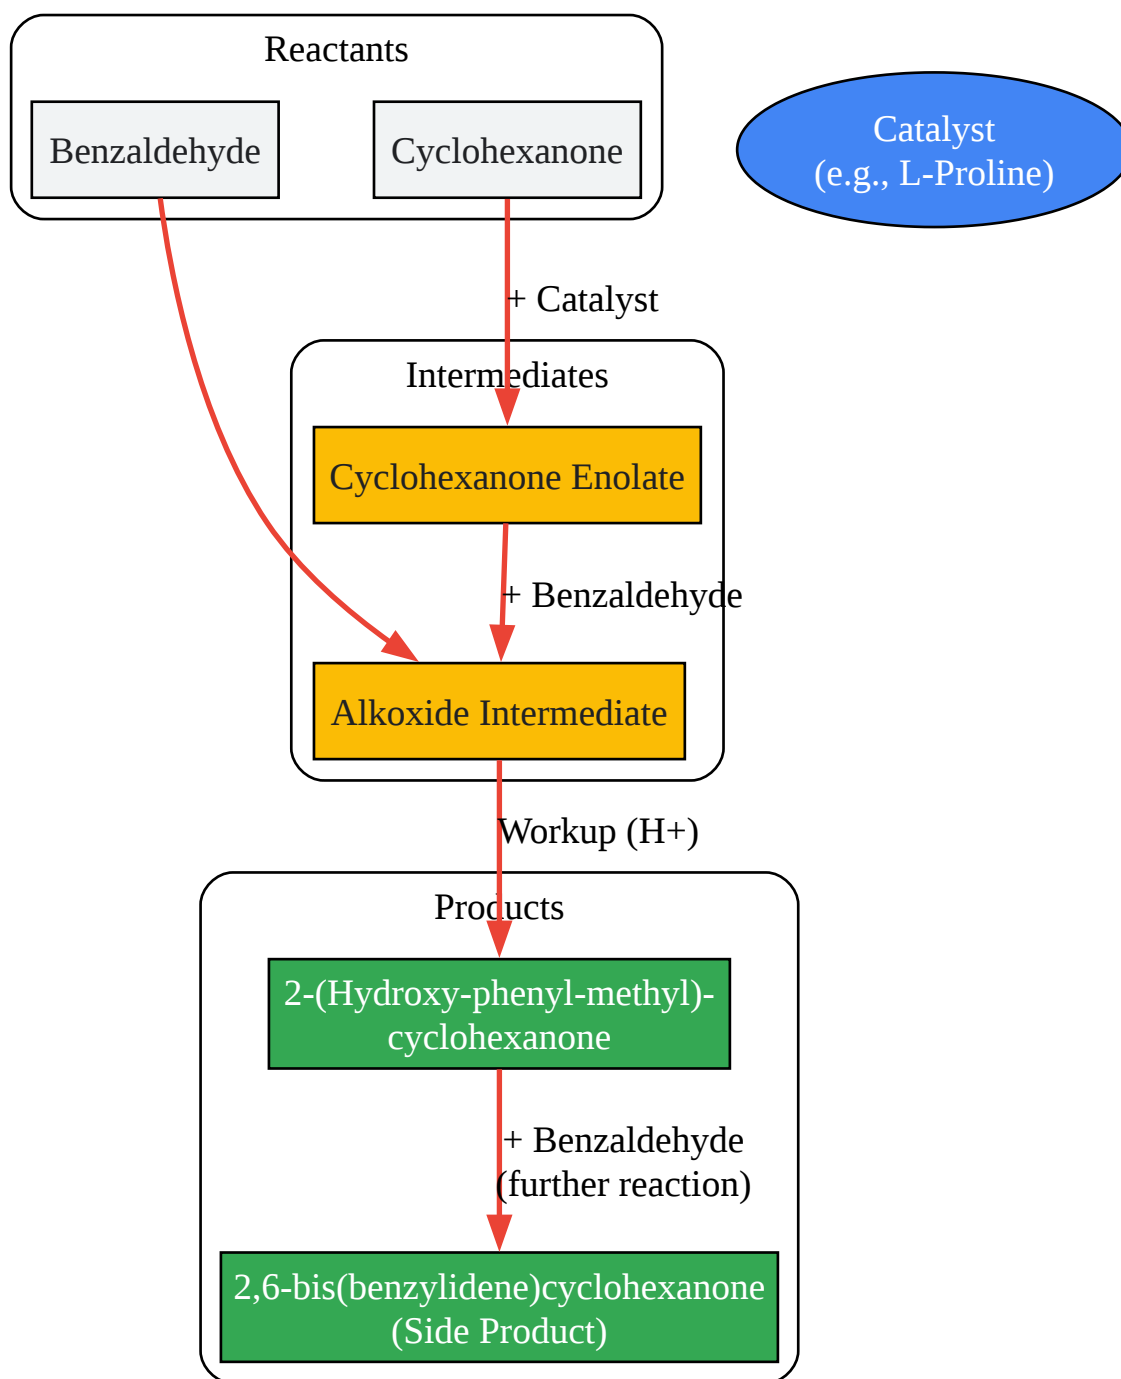 Reactants
Benzaldehyde
Cyclohexanone
Catalyst
(e.g., L-Proline)
+ Catalyst
Intermediates
Cyclohexanone Enolate
+ Benzaldehyde
Alkoxide Intermediate
Workup (H+)
Products
2-(Hydroxy-phenyl-methyl)-
cyclohexanone
+ Benzaldehyde
(further reaction)
2,6-bis(benzylidene)cyclohexanone
(Side Product)